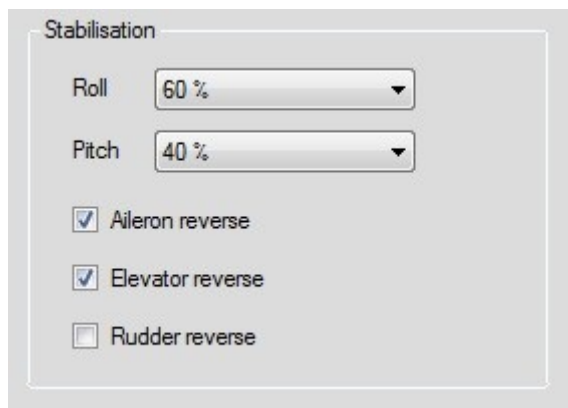 Stabilisation
Roll 60 %
Pitch 40 %
Aileron reverse
Elevator reverse
Rudder reverse